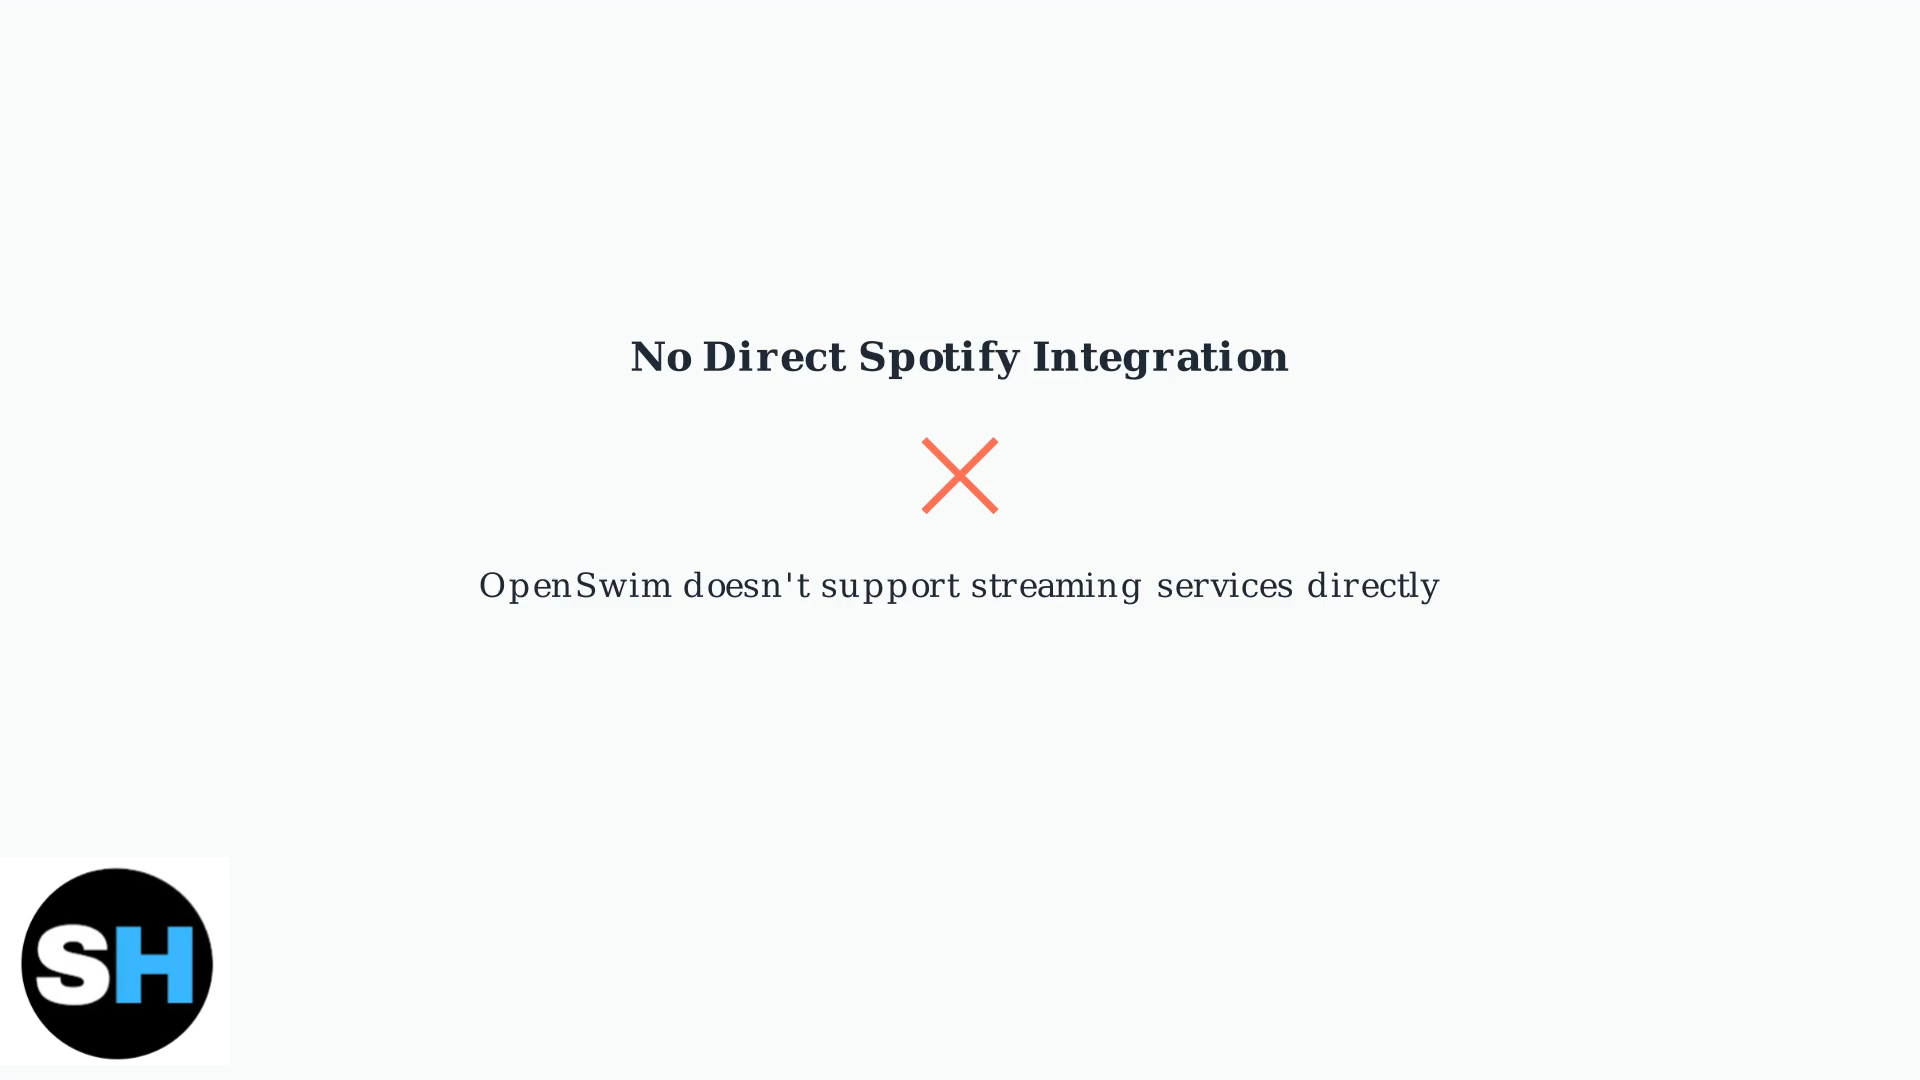 No Direct Spotify Integration
OpenSwim doesn't support streaming services directly
SH